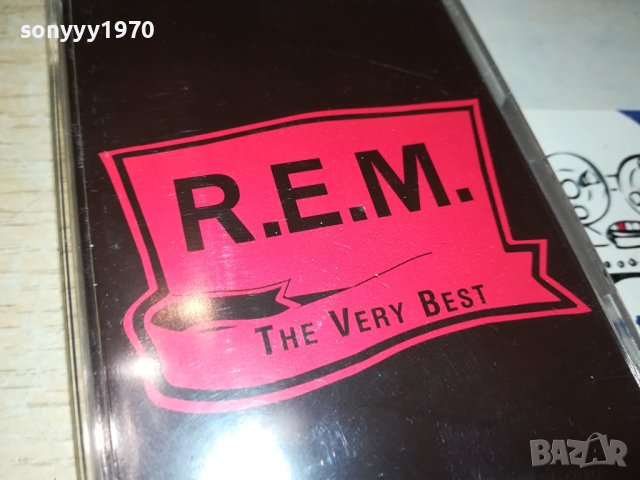 sonyyy1970
R.E.M.
THE VERY BEST
BAZAR